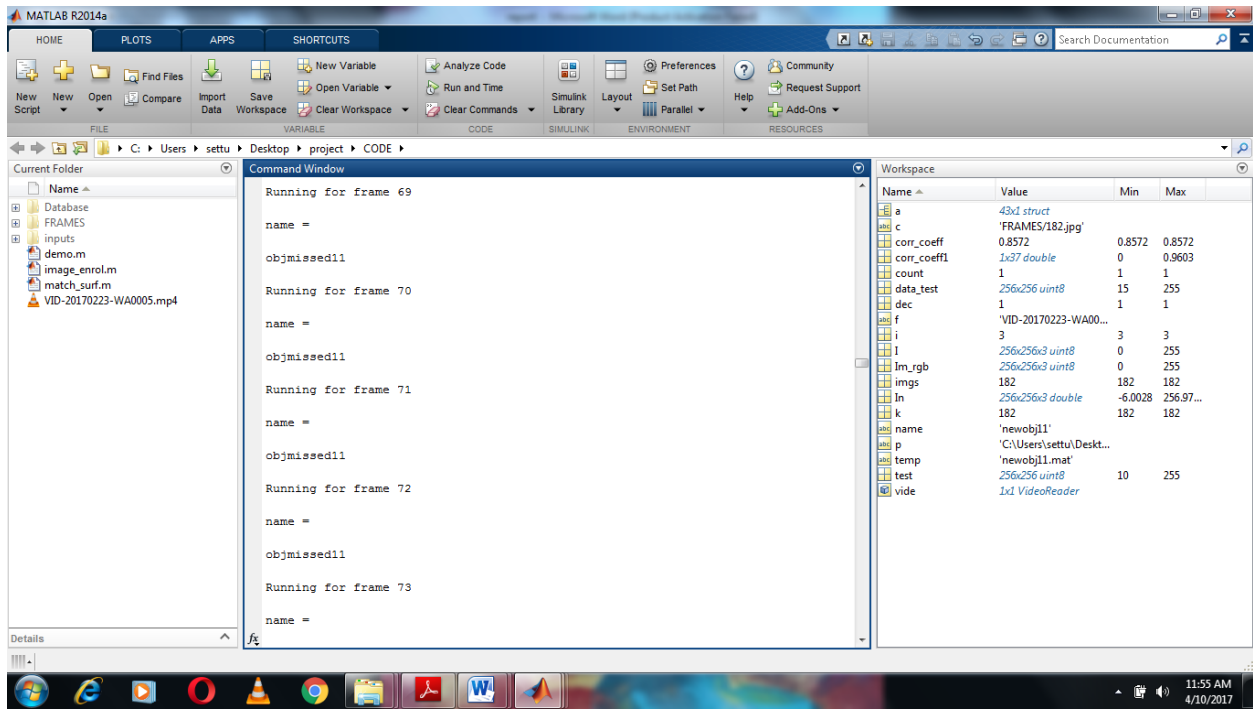 MATLAB R2014a
HOME PLOTS APPS SHORTCUTS Search Documentation
New Script New Open Find Files Compare Import Data Save Workspace New Variable Open Variable Clear Workspace Analyze Code Run and Time Clear Commands Simulink Library Layout Preferences Set Path Parallel Help Community Request Support Add-Ons
FILE VARIABLE CODE SIMULINK ENVIRONMENT RESOURCES
C: Users settu Desktop project CODE
Current Folder
Name
Database
FRAMES
inputs
demo.m
image_enrol.m
match_surf.m
VID-20170223-WA0005.mp4
Details
Command Window
Running for frame 69
name =
objmissed11
Running for frame 70
name =
objmissed11
Running for frame 71
name =
objmissed11
Running for frame 72
name =
objmissed11
Running for frame 73
name =
fx
Workspace
Name Value Min Max
a 43x1 struct
c 'FRAMES/182.jpg'
corr_coeff 0.8572 0.8572 0.8572
corr_coeff1 1x37 double 0 0.9603
count 1 1 1
data_test 256x256 uint8 15 255
dec 1 1 1
f 'VID-20170223-WA00...
i 3 3 3
I 256x256x3 uint8 0 255
Im_rgb 256x256x3 uint8 0 255
imgs 182 182 182
In 256x256x3 double -6.0028 256.97...
k 182 182 182
name 'newobj11'
p 'C:\Users\settu\Deskt...
temp 'newobj11.mat'
test 256x256 uint8 10 255
vide 1x1 VideoReader
11:55 AM
4/10/2017